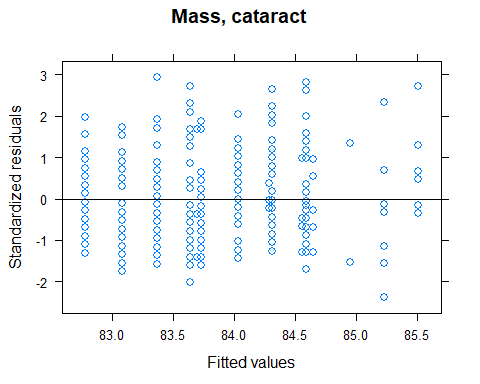 Mass, cataract
3
2
1
0
-1
-2
Standardized residuals
83.0 83.5 84.0 84.5 85.0 85.5
Fitted values